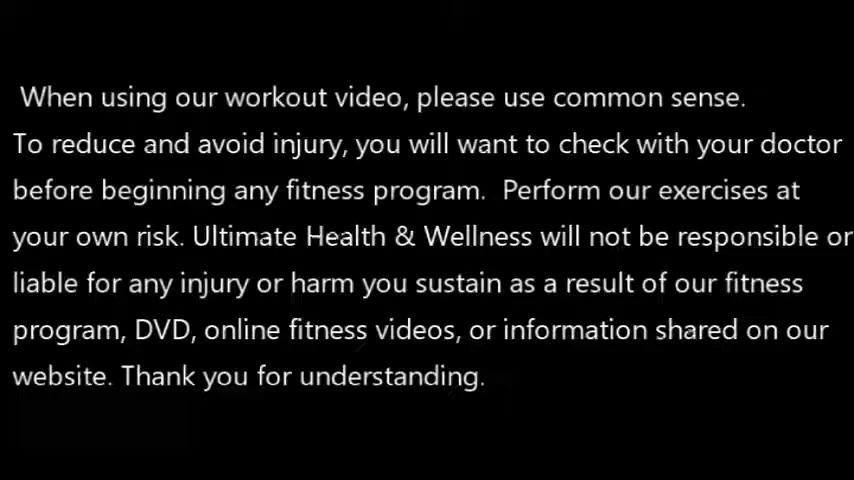 When using our workout video, please use common sense.
To reduce and avoid injury, you will want to check with your doctor
before beginning any fitness program.  Perform our exercises at
your own risk. Ultimate Health & Wellness will not be responsible or
liable for any injury or harm you sustain as a result of our fitness
program, DVD, online fitness videos, or information shared on our
website. Thank you for understanding.